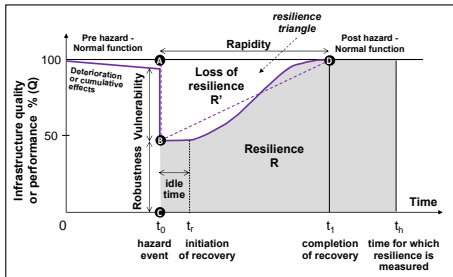 resilience
triangle
Pre hazard -
Normal function
Post hazard -
Normal function
Rapidity
100
A
D
Deterioration
or cumulative
effects
Loss of
resilience
R'
Vulnerability
Infrastructure quality
or performance % (Q)
50
B
Resilience
R
Robustness
idle
time
C
Time
0
t0
tr
t1
th
hazard
event
initiation
of recovery
completion
of recovery
time for which
resilience is
measured